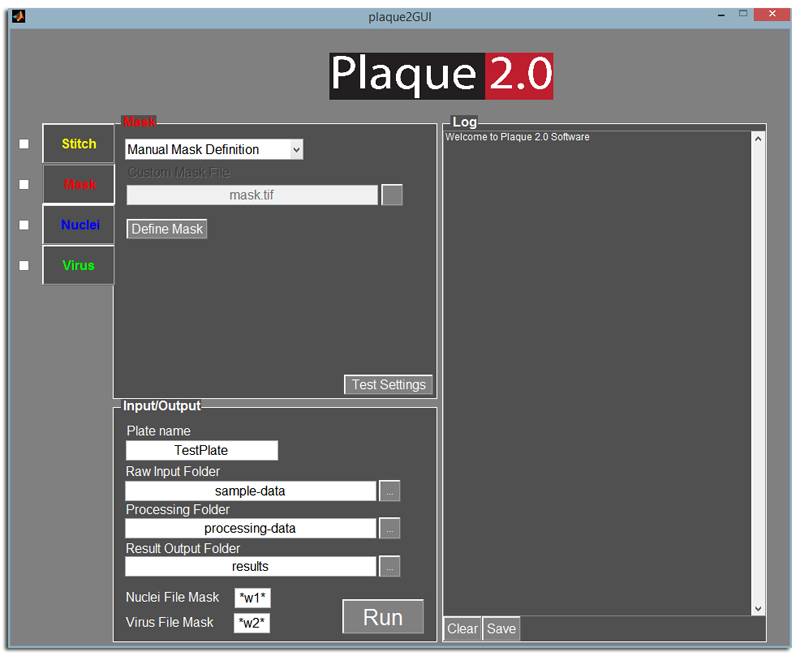 plaque2GUI
Plaque 2.0
Stitch
Mask
Nuclei
Virus
Mask
Manual Mask Definition
Custom Mask File
mask.tif
Define Mask
Test Settings
Input/Output
Plate name
TestPlate
Raw Input Folder
sample-data
...
Processing Folder
processing-data
...
Result Output Folder
results
...
Nuclei File Mask *w1*
Virus File Mask *w2*
Run
Log
Welcome to Plaque 2.0 Software
Clear Save